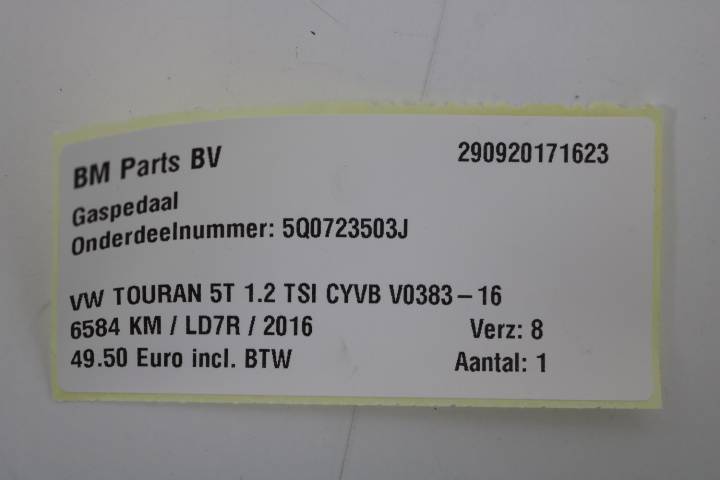 BM Parts BV 290920171623
Gaspedaal
Onderdeelnummer: 5Q0723503J
VW TOURAN 5T 1.2 TSI CYVB V0383-16
6584 KM / LD7R / 2016 Verz: 8
49.50 Euro incl. BTW Aantal: 1